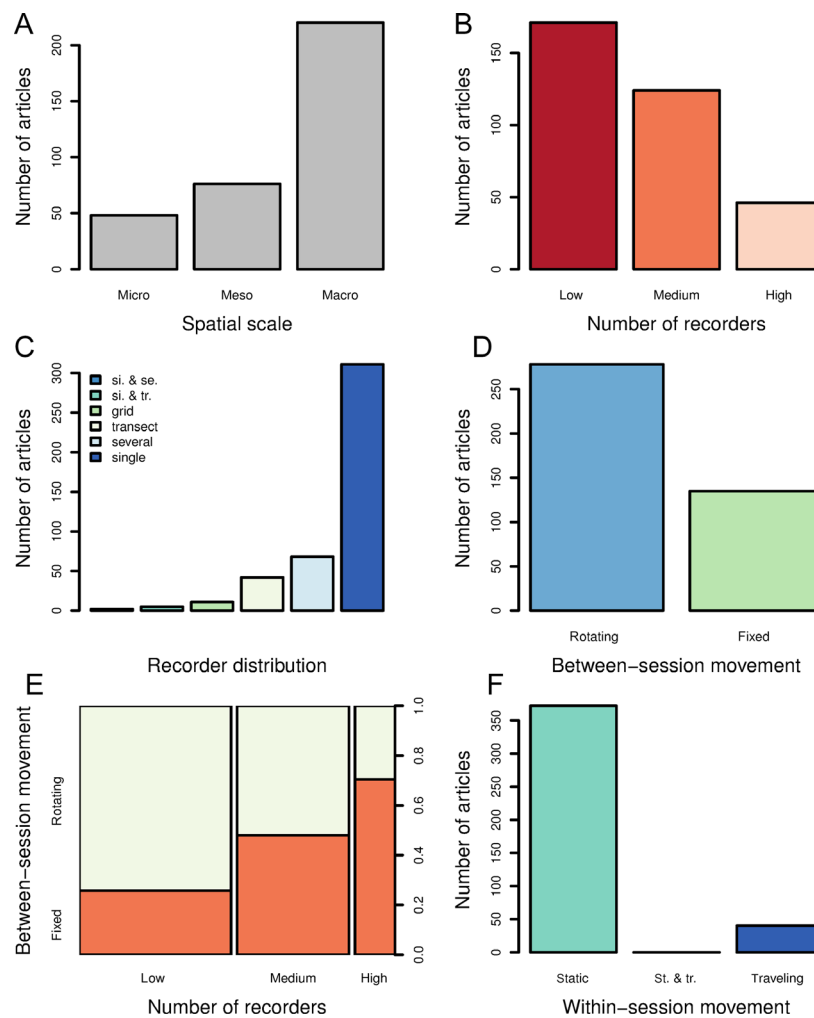 A
Number of articles
0 50 100 150 200
Micro Meso Macro
Spatial scale
B
Number of articles
0 50 100 150
Low Medium High
Number of recorders
C
Number of articles
0 50 100 150 200 250 300
si. & se.
si. & tr.
grid
transect
several
single
Recorder distribution
D
Number of articles
0 50 100 150 200 250
Rotating Fixed
Between−session movement
E
Between−session movement
Fixed Rotating
0.0 0.2 0.4 0.6 0.8 1.0
Low Medium High
Number of recorders
F
Number of articles
0 50 100 150 200 250 300 350
Static St. & tr. Traveling
Within−session movement